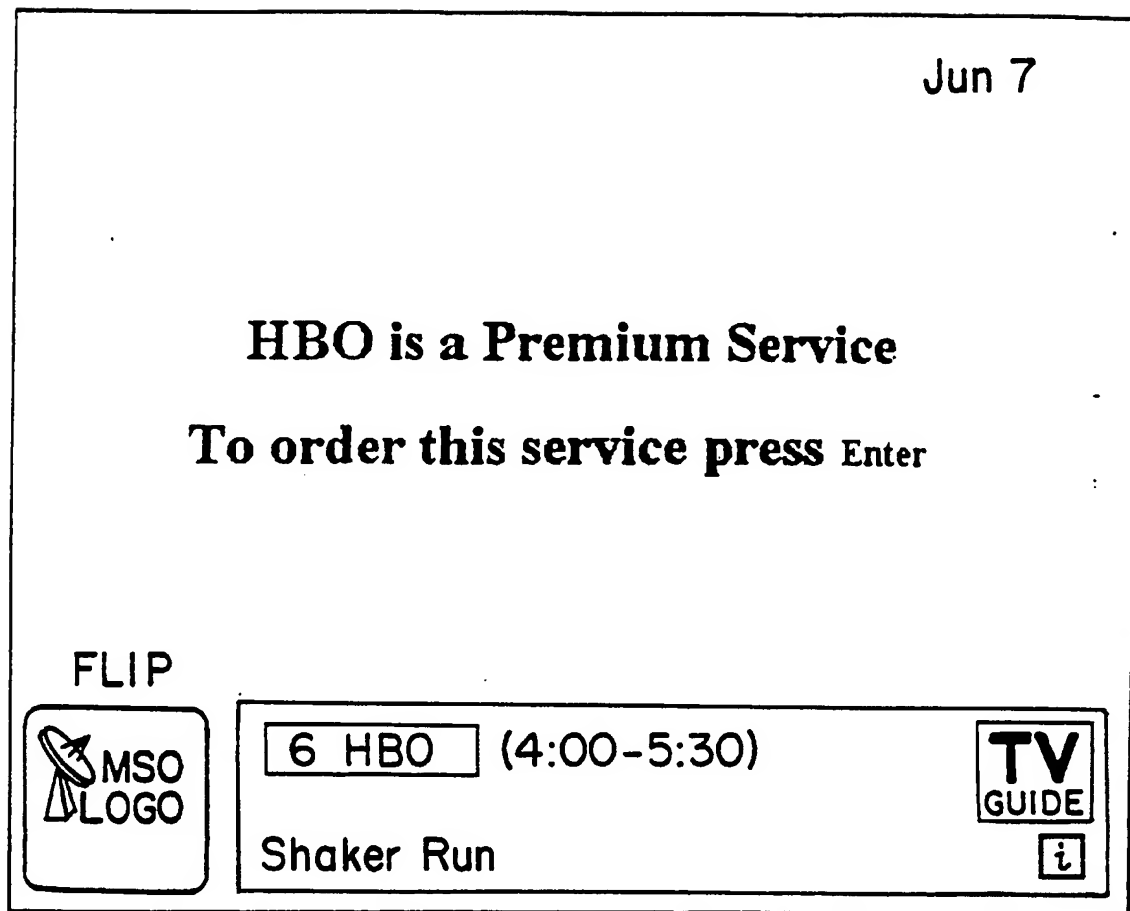 Jun 7
HBO is a Premium Service
To order this service press Enter
FLIP
MSO
LOGO
6 HBO (4:00-5:30)
TV
GUIDE
Shaker Run
i